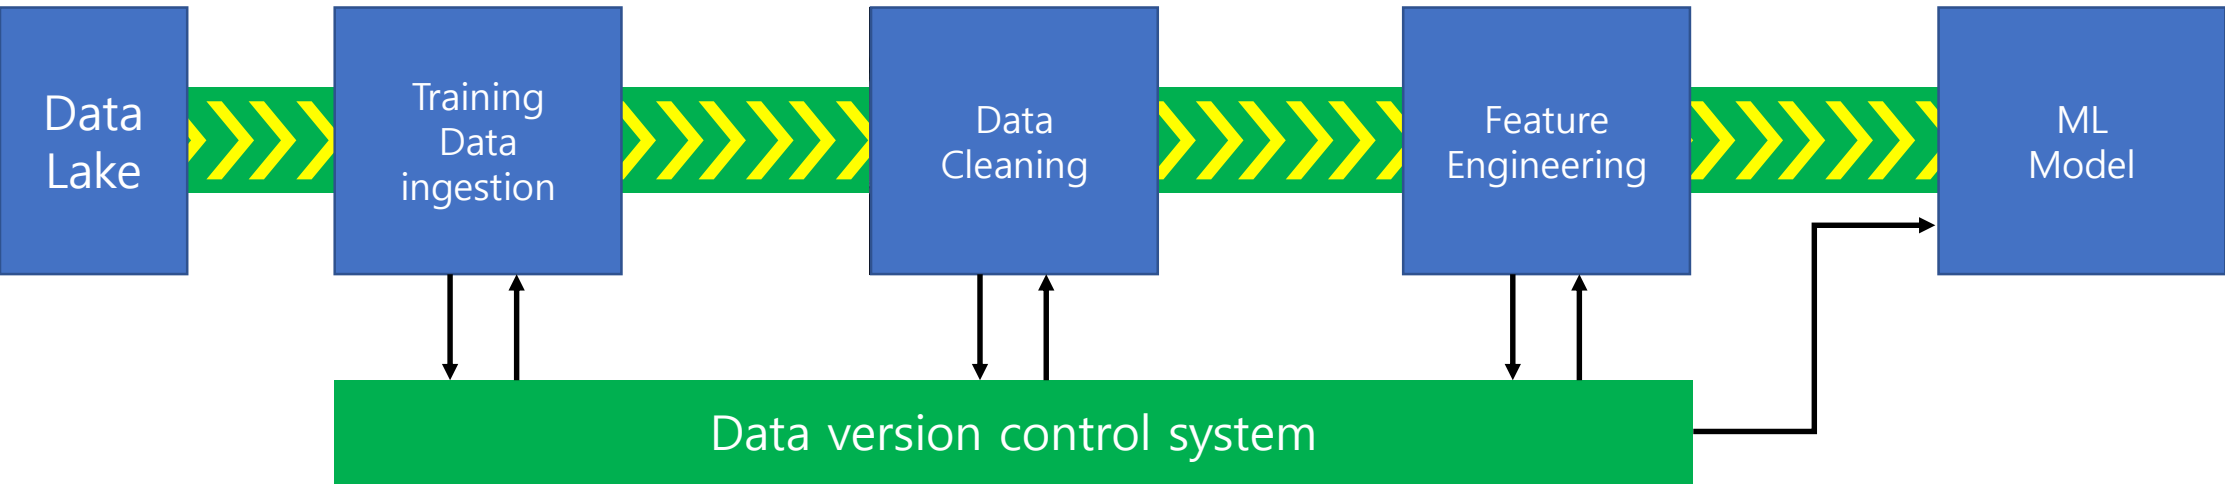 Data
Lake
Training
Data
ingestion
Data
Cleaning
Feature
Engineering
ML
Model
Data version control system